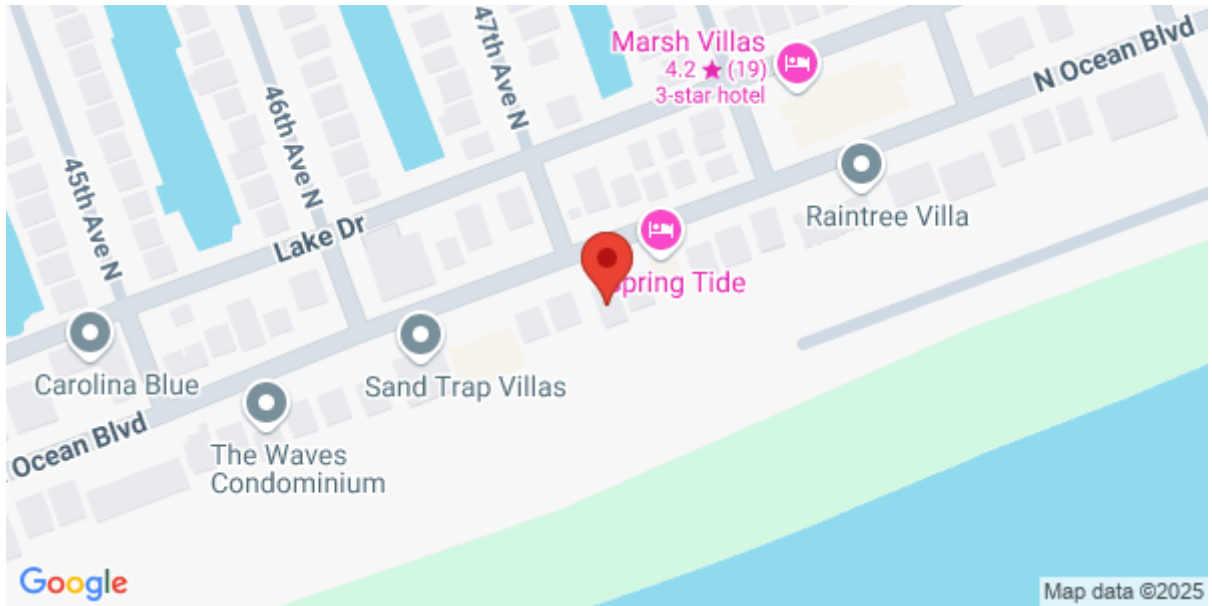 Marsh Villas
4.2 ★ (19)
3-star hotel
N Ocean Blvd
47th Ave N
46th Ave N
45th Ave N
Lake Dr
Raintree Villa
Spring Tide
Carolina Blue
Sand Trap Villas
Ocean Blvd
The Waves
Condominium
Google
Map data ©2025